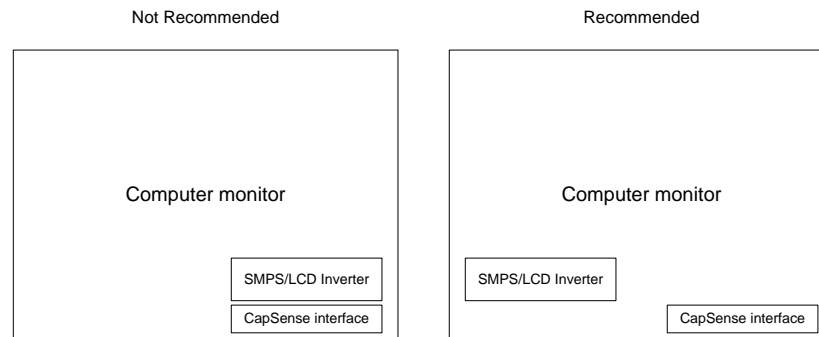 Not Recommended
Recommended
Computer monitor
Computer monitor
SMPS/LCD Inverter
SMPS/LCD Inverter
CapSense interface
CapSense interface